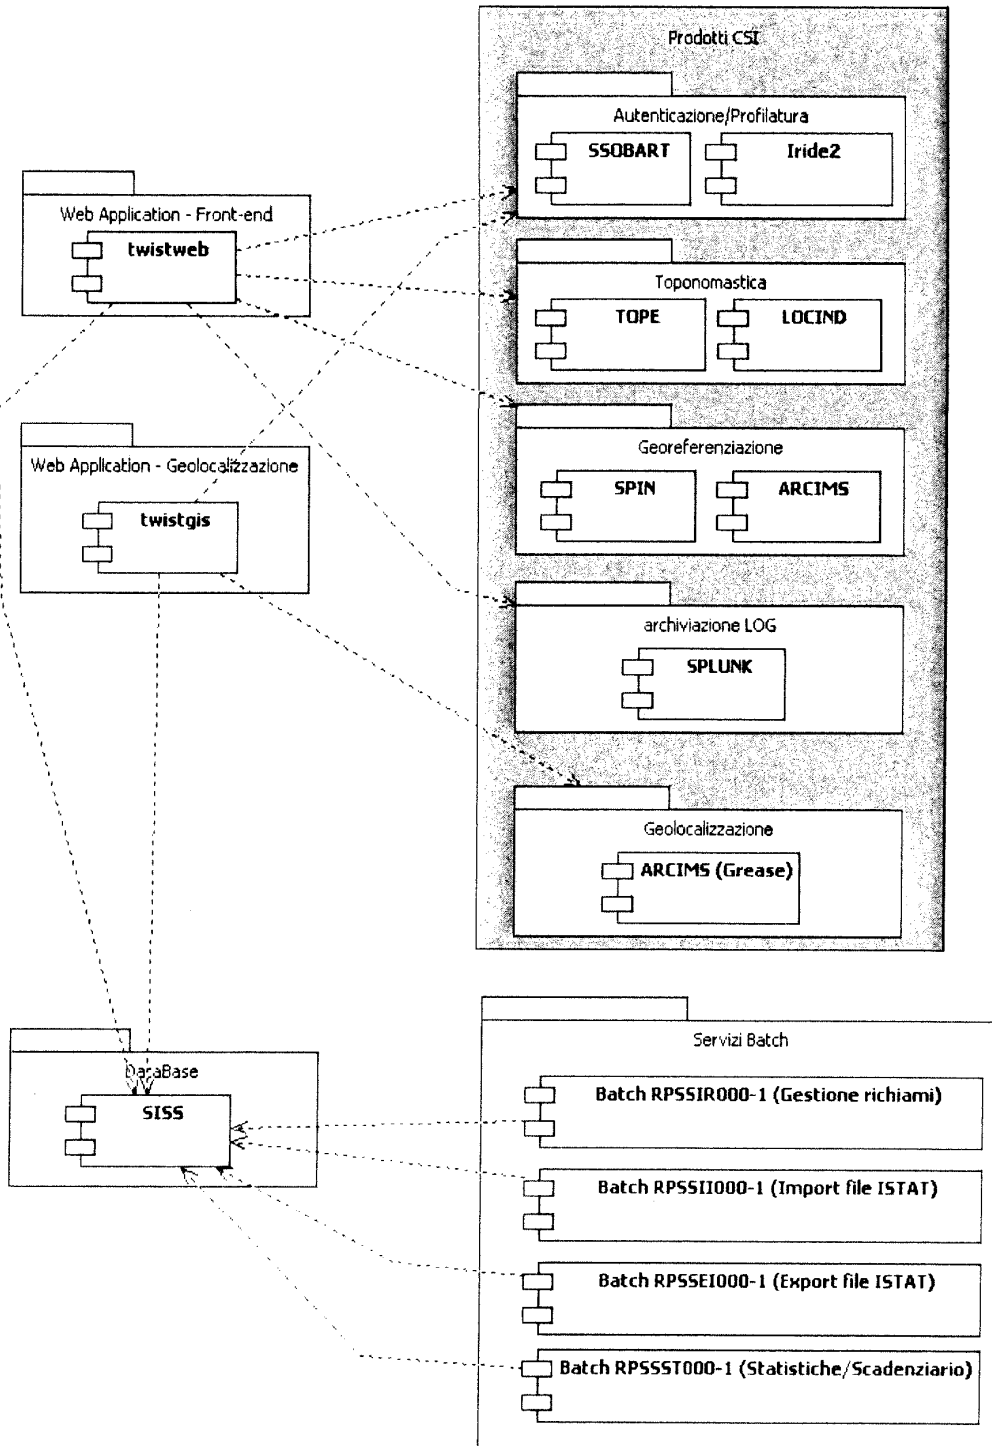 Prodotti CSI
Autenticazione/Profilatura
SSOBART
Iride2
Web Application - Front-end
twistweb
Toponomastica
TOPE
LOCIND
Georeferenziazione
SPIN
ARCIMS
Web Application - Geolocalizzazione
twistgis
archiviazione LOG
SPLUNK
Geolocalizzazione
ARCIMS (Grease)
DataBase
SISS
Servizi Batch
Batch RPSSIR000-1 (Gestione richiami)
Batch RPSSII000-1 (Import file ISTAT)
Batch RPSSEI000-1 (Export file ISTAT)
Batch RPSSST000-1 (Statistiche/Scadenziario)